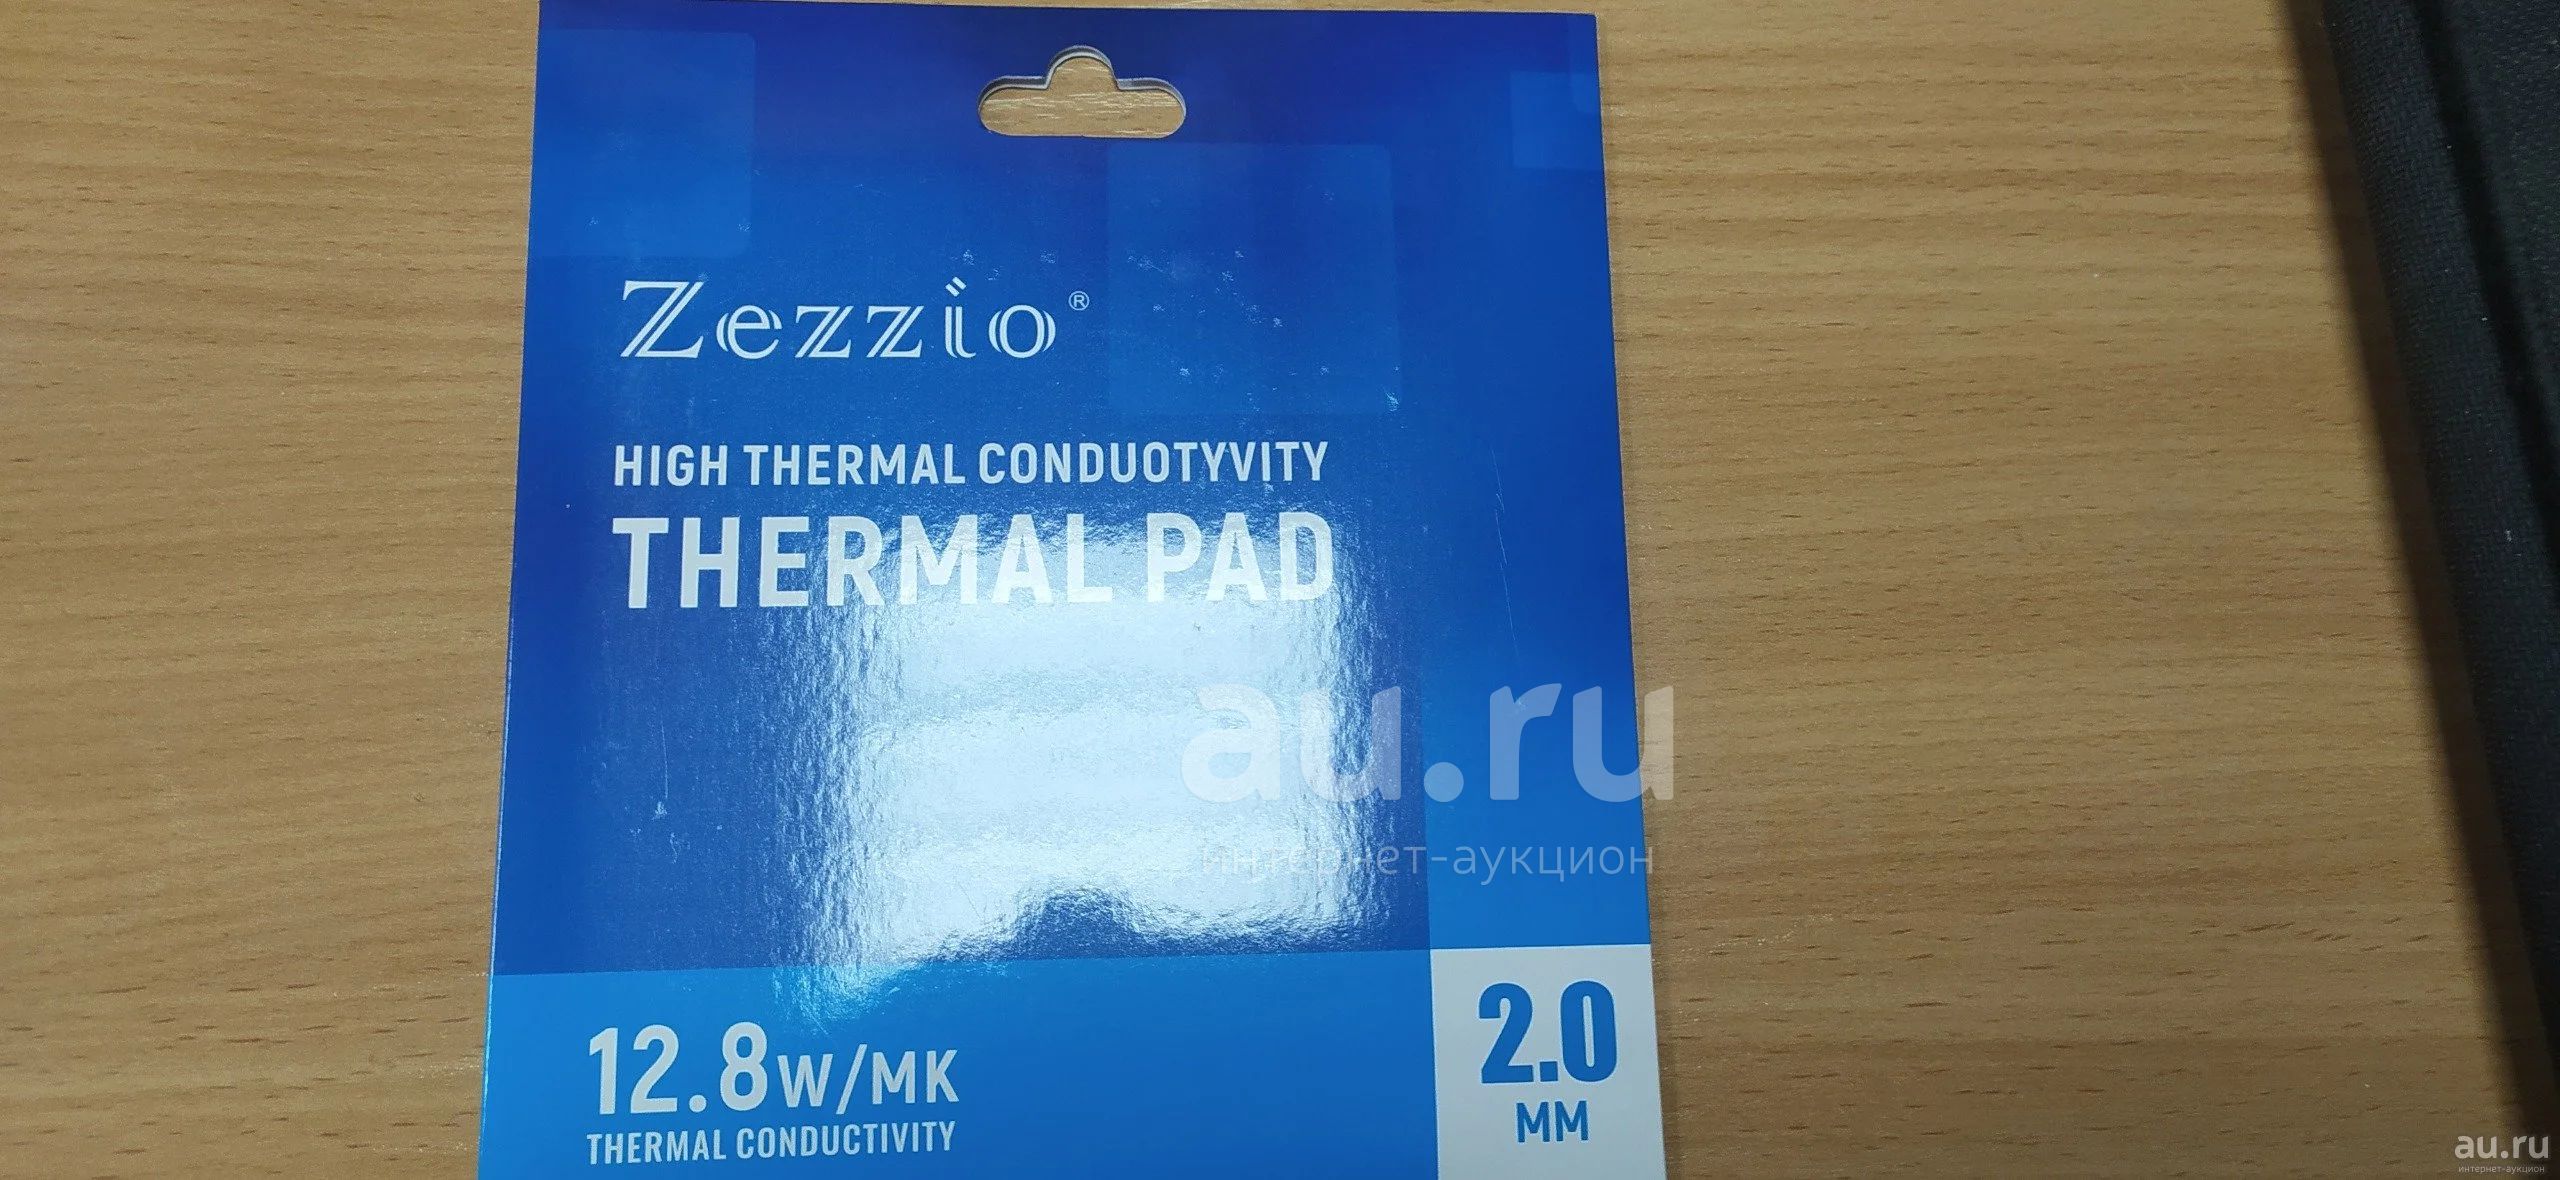 Zezzio®
HIGH THERMAL CONDUOTYVITY
THERMAL PAD
au.ru
интернет-аукцион
12.8W/MK
THERMAL CONDUCTIVITY
2.0
MM
au.ru
интернет-аукцион